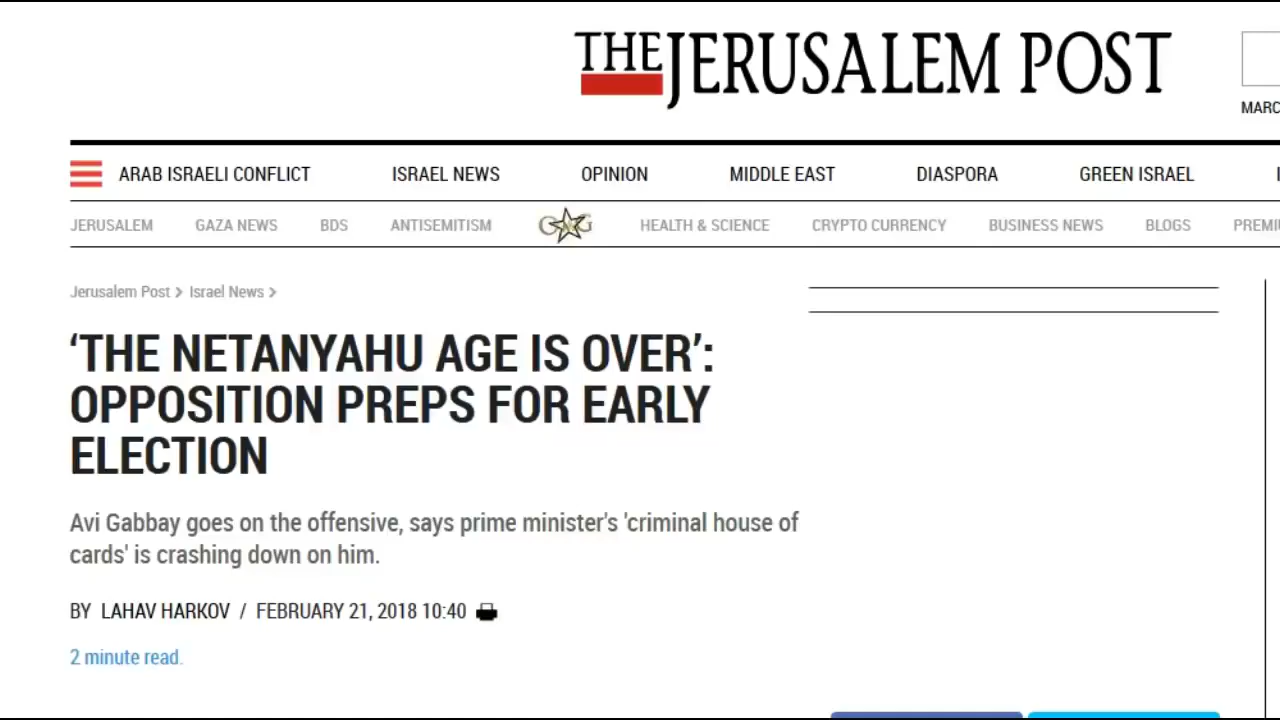 THE JERUSALEM POST
MARC
ARAB ISRAELI CONFLICT ISRAEL NEWS OPINION MIDDLE EAST DIASPORA GREEN ISRAEL
JERUSALEM GAZA NEWS BDS ANTISEMITISM GMG HEALTH & SCIENCE CRYPTO CURRENCY BUSINESS NEWS BLOGS PREMI
Jerusalem Post > Israel News >
‘THE NETANYAHU AGE IS OVER’:
OPPOSITION PREPS FOR EARLY
ELECTION
Avi Gabbay goes on the offensive, says prime minister's 'criminal house of
cards' is crashing down on him.
BY LAHAV HARKOV / FEBRUARY 21, 2018 10:40
2 minute read.